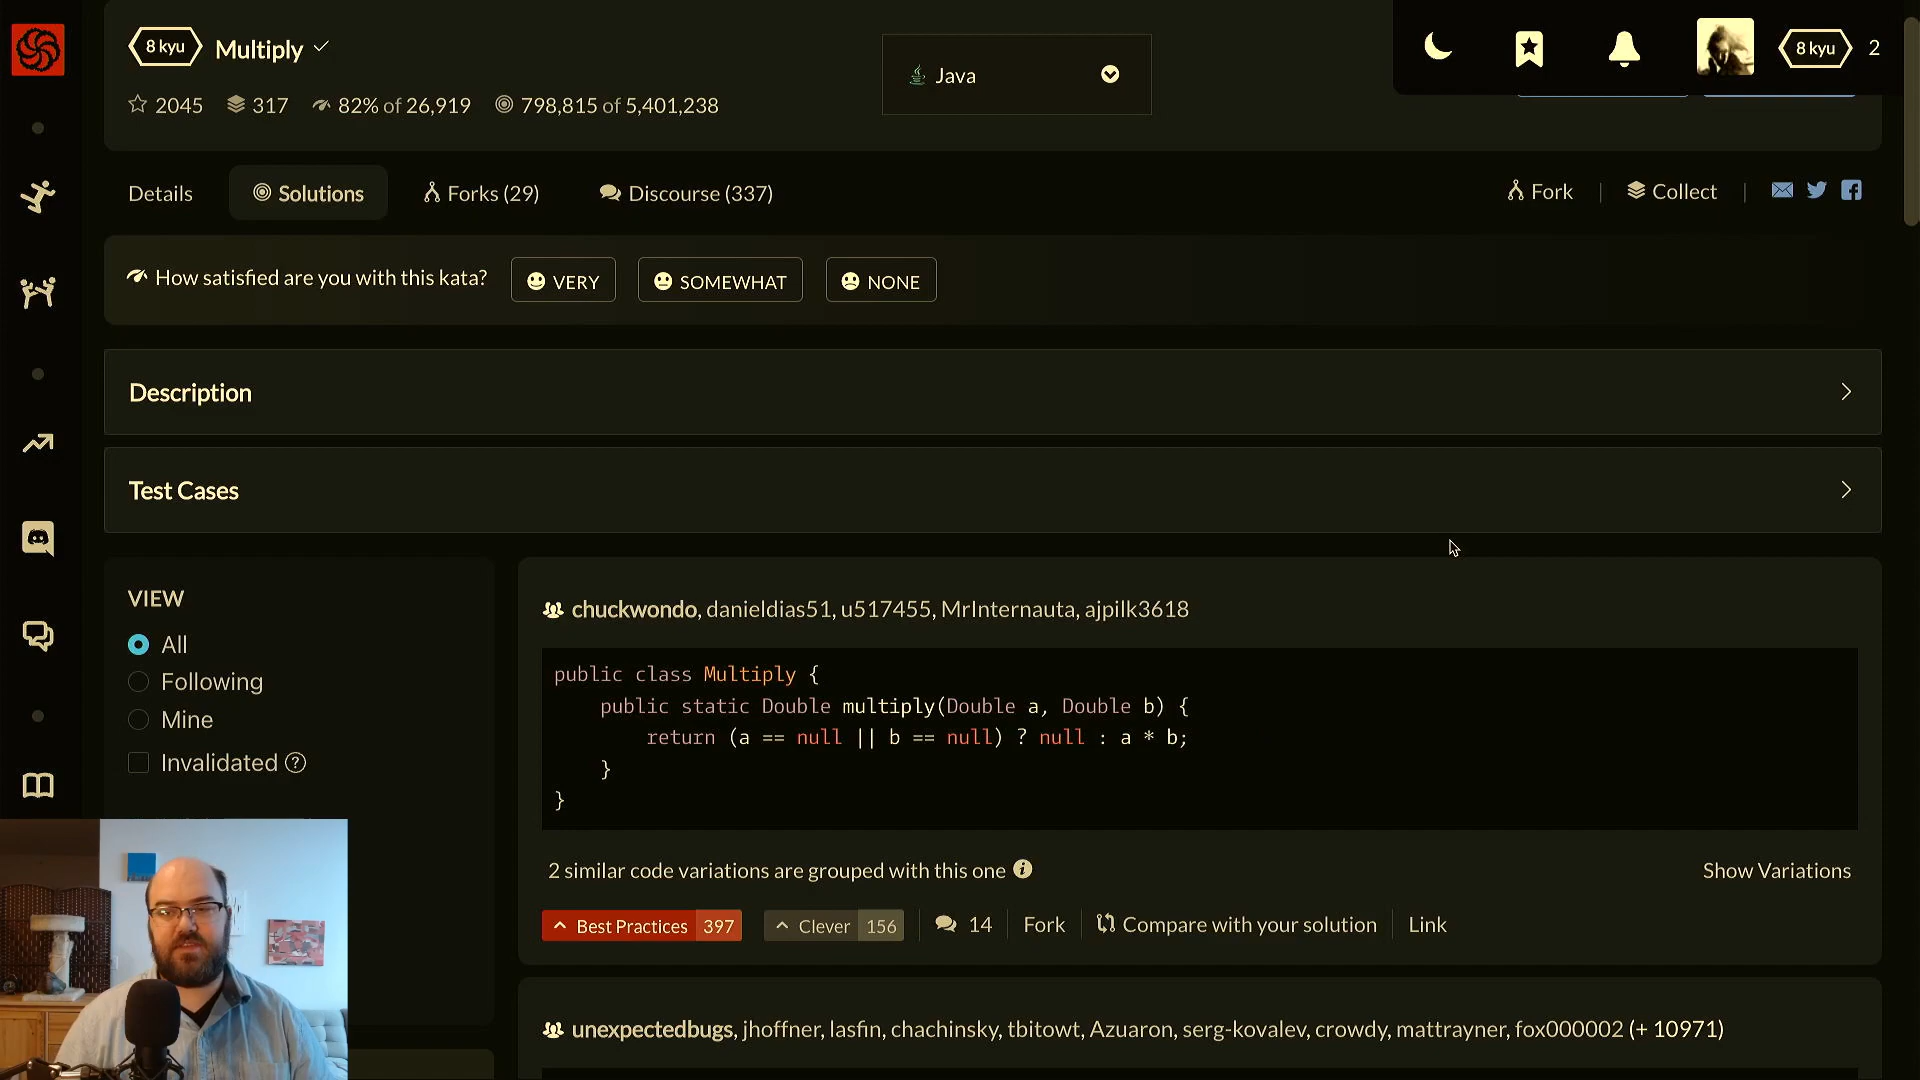 8 kyu Multiply
Java
8 kyu 2
2045 317 82% of 26,919 798,815 of 5,401,238
Details Solutions Forks (29) Discourse (337)
Fork | Collect |
How satisfied are you with this kata? VERY SOMEWHAT NONE
Description
Test Cases
VIEW
All
Following
Mine
Invalidated ?
chuckwondo, danieldias51, u517455, MrInternauta, ajpilk3618
public class Multiply {
public static Double multiply(Double a, Double b) {
return (a == null || b == null) ? null : a * b;
}
}
2 similar code variations are grouped with this one
Show Variations
Best Practices 397 Clever 156 14 Fork Compare with your solution Link
unexpectedbugs, jhoffner, lasfin, chachinsky, tbitowt, Azuaron, serg-kovalev, crowdy, mattrayner, fox000002 (+ 10971)